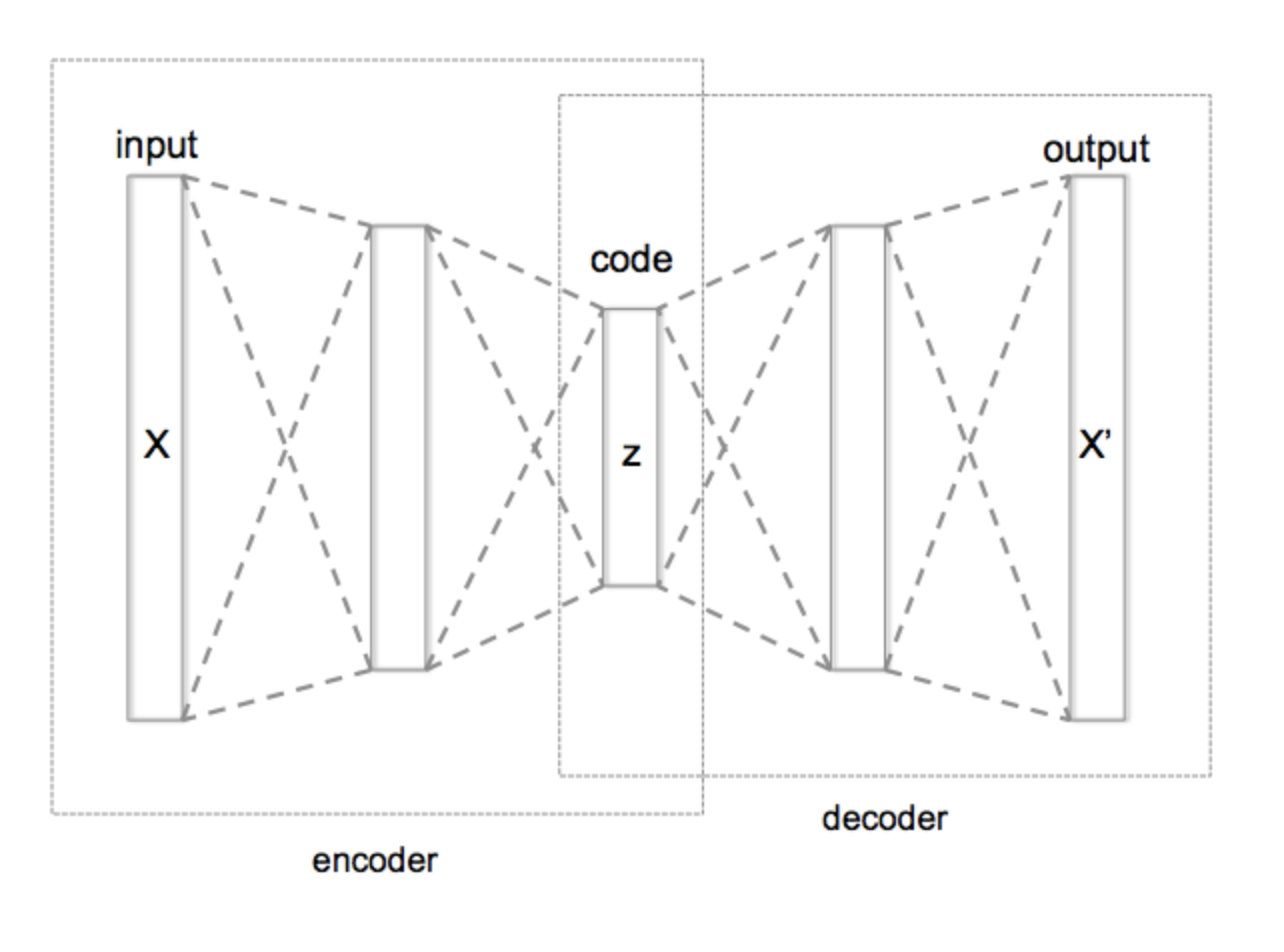 input
output
code
X
z
X’
decoder
encoder